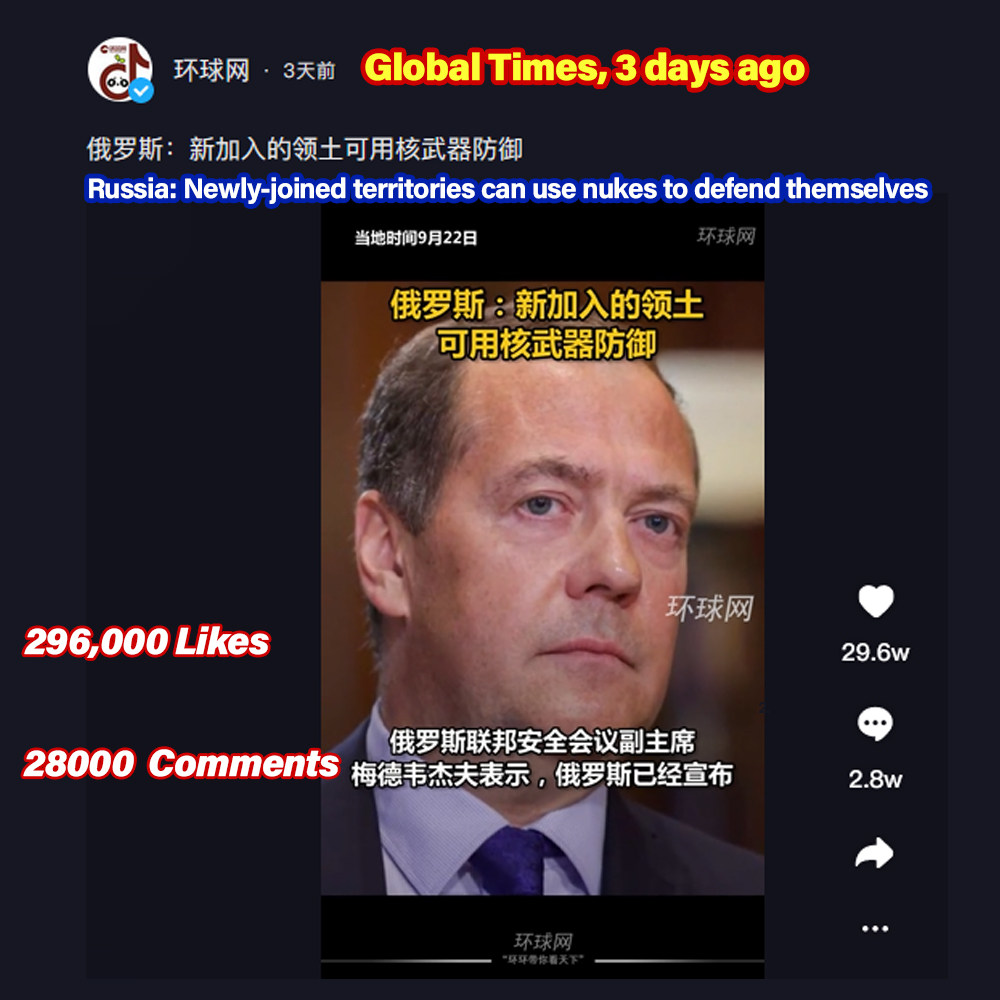 环球网 · 3天前 Global Times, 3 days ago
俄罗斯：新加入的领土可用核武器防御
Russia: Newly-joined territories can use nukes to defend themselves
当地时间9月22日 环球网
俄罗斯：新加入的领土
可用核武器防御
环球网
296,000 Likes
29.6w
俄罗斯联邦安全会议副主席
28000 Comments
梅德韦杰夫表示，俄罗斯已经宣布
2.8w
环球网
"环环带你看天下"